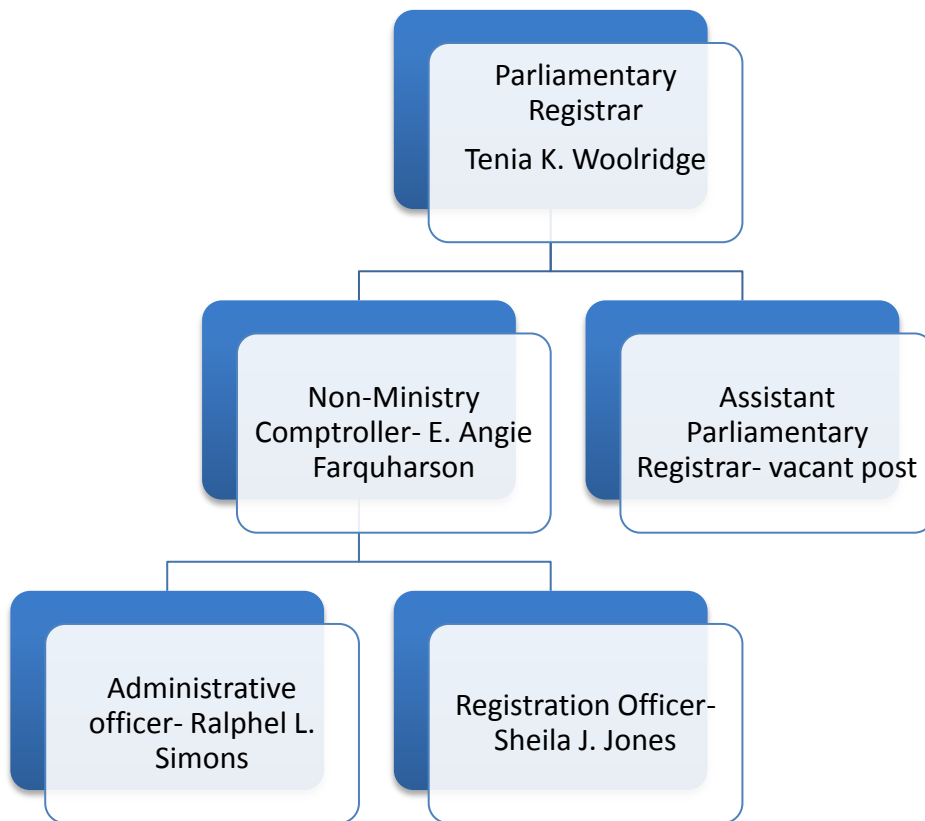 Parliamentary
Registrar
Tenia K. Woolridge
Non-Ministry
Comptroller- E. Angie
Farquharson
Assistant
Parliamentary
Registrar- vacant post
Administrative
officer- Ralphel L.
Simons
Registration Officer-
Sheila J. Jones